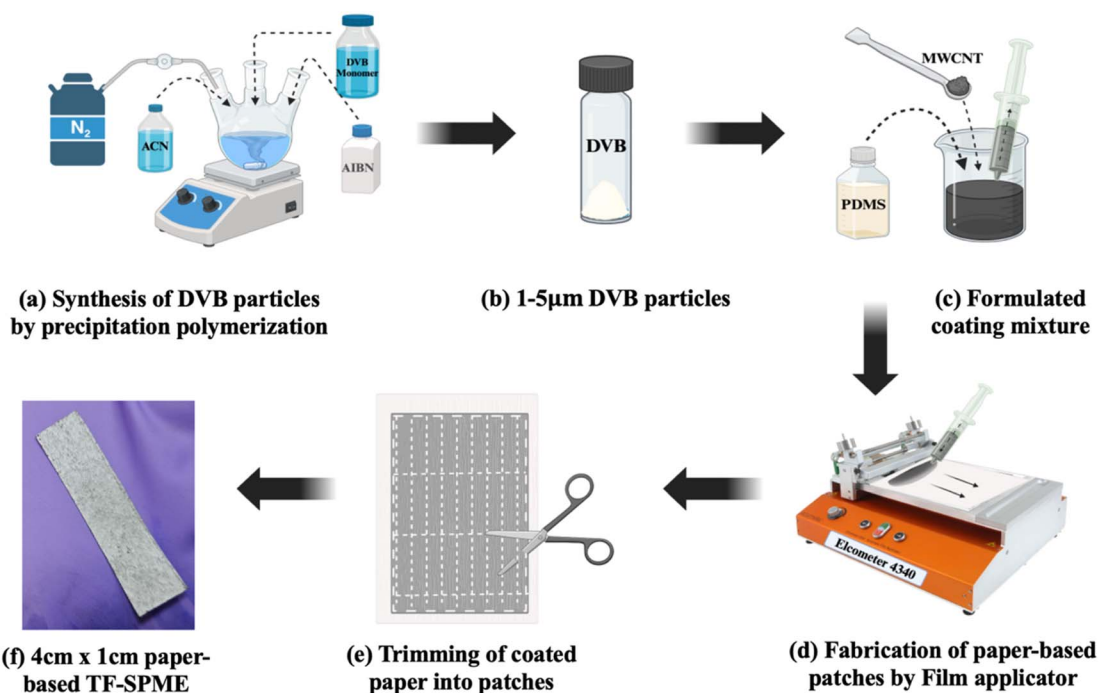 N₂
ACN
DVB
Monomer
AIBN
DVB
MWCNT
PDMS
(a) Synthesis of DVB particles
by precipitation polymerization
(b) 1-5μm DVB particles
(c) Formulated
coating mixture
Elcometer 4340
(f) 4cm x 1cm paper-
based TF-SPME
(e) Trimming of coated
paper into patches
(d) Fabrication of paper-based
patches by Film applicator